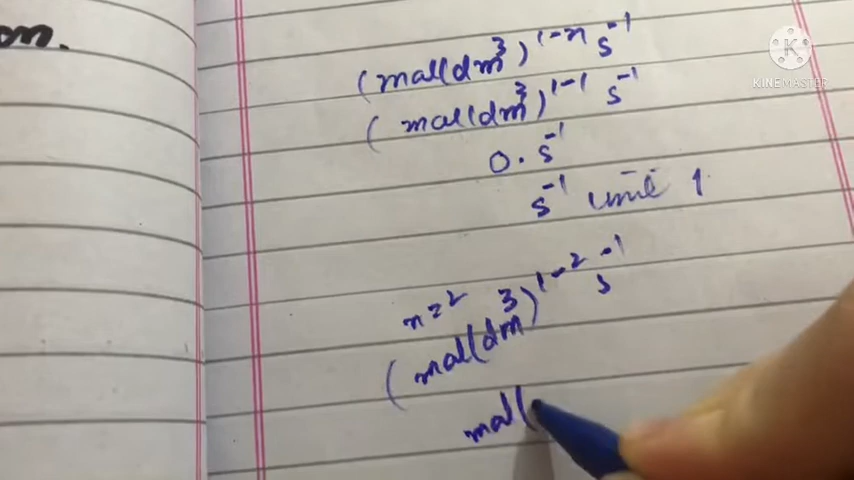 on.
K
KINEMASTER
(mol(dm³)¹⁻ⁿ s⁻¹
(mol(dm³)¹⁻¹ s⁻¹
0. s⁻¹
s⁻¹ unit 1
n=2
(mol(dm³)¹⁻² s⁻¹
mol(